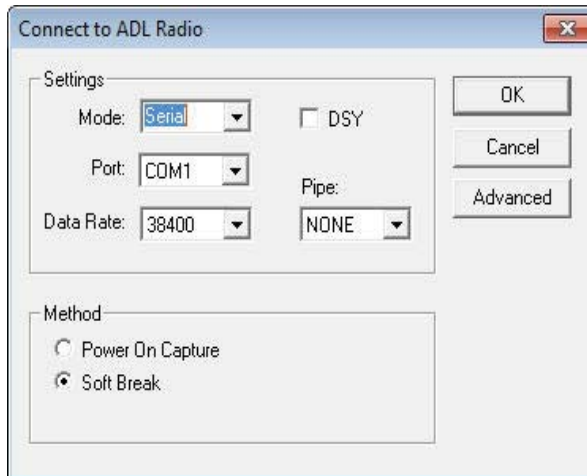 Connect to ADL Radio
Settings
Mode: Serial
DSY
OK
Port: COM1
Cancel
Pipe:
Advanced
Data Rate: 38400
NONE
Method
Power On Capture
Soft Break